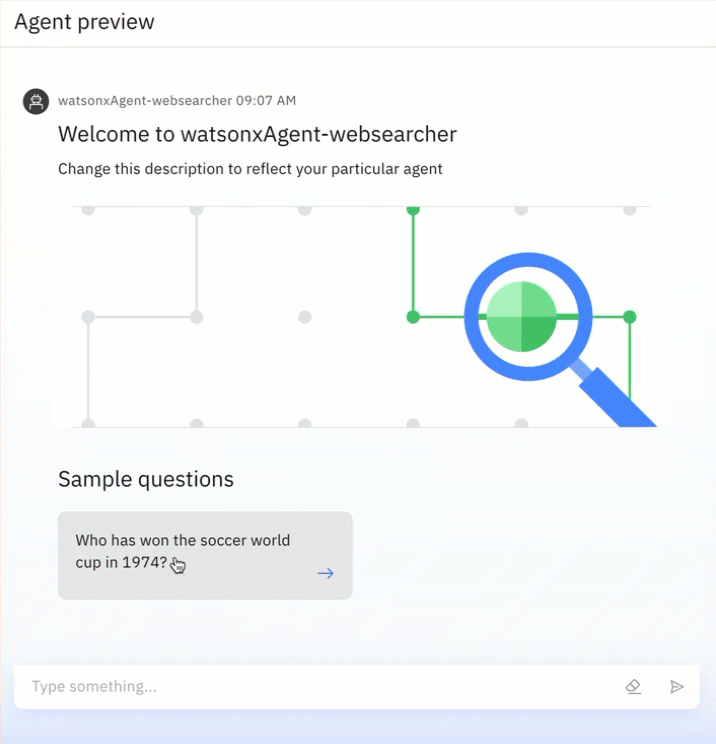 Agent preview
watsonxAgent-websearcher 09:07 AM
Welcome to watsonxAgent-websearcher
Change this description to reflect your particular agent
Sample questions
Who has won the soccer world
cup in 1974?
Type something...